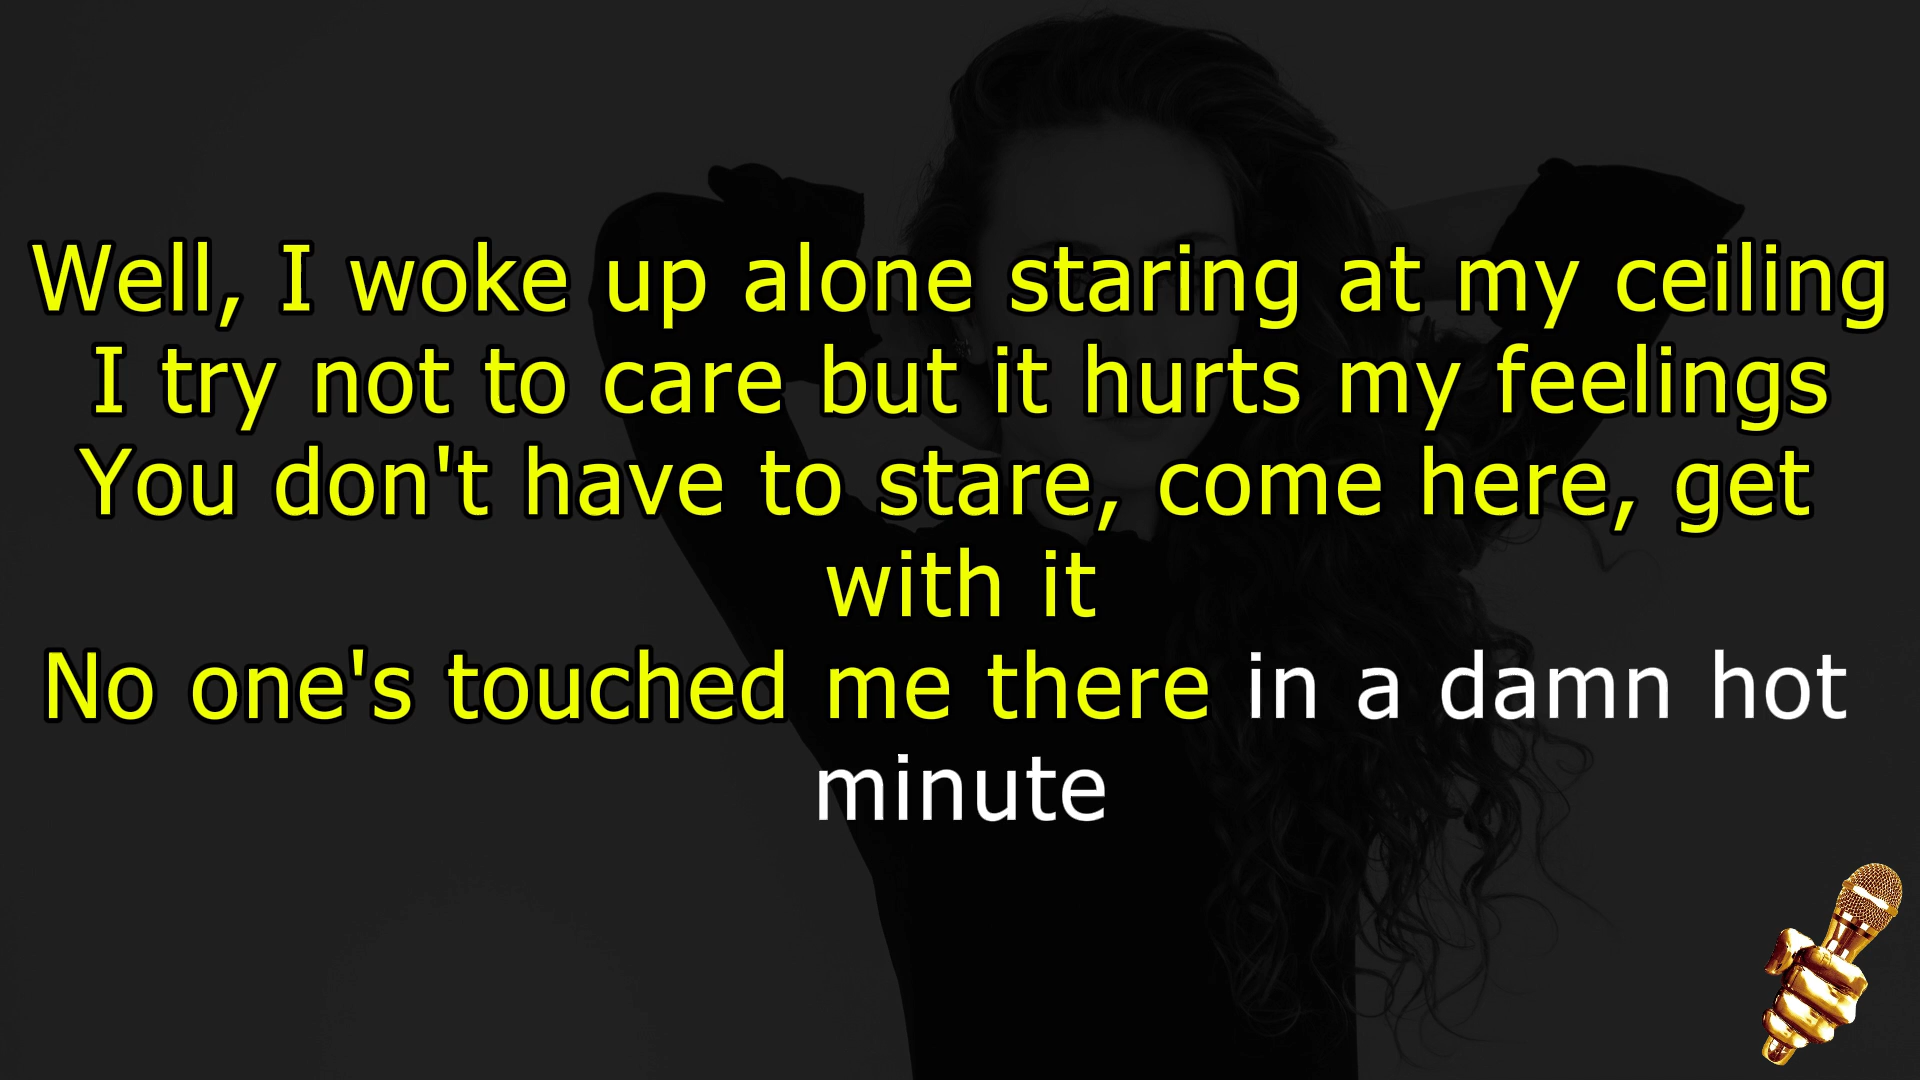 Well, I woke up alone staring at my ceiling
I try not to care but it hurts my feelings
You don't have to stare, come here, get
with it
No one's touched me there in a damn hot
minute